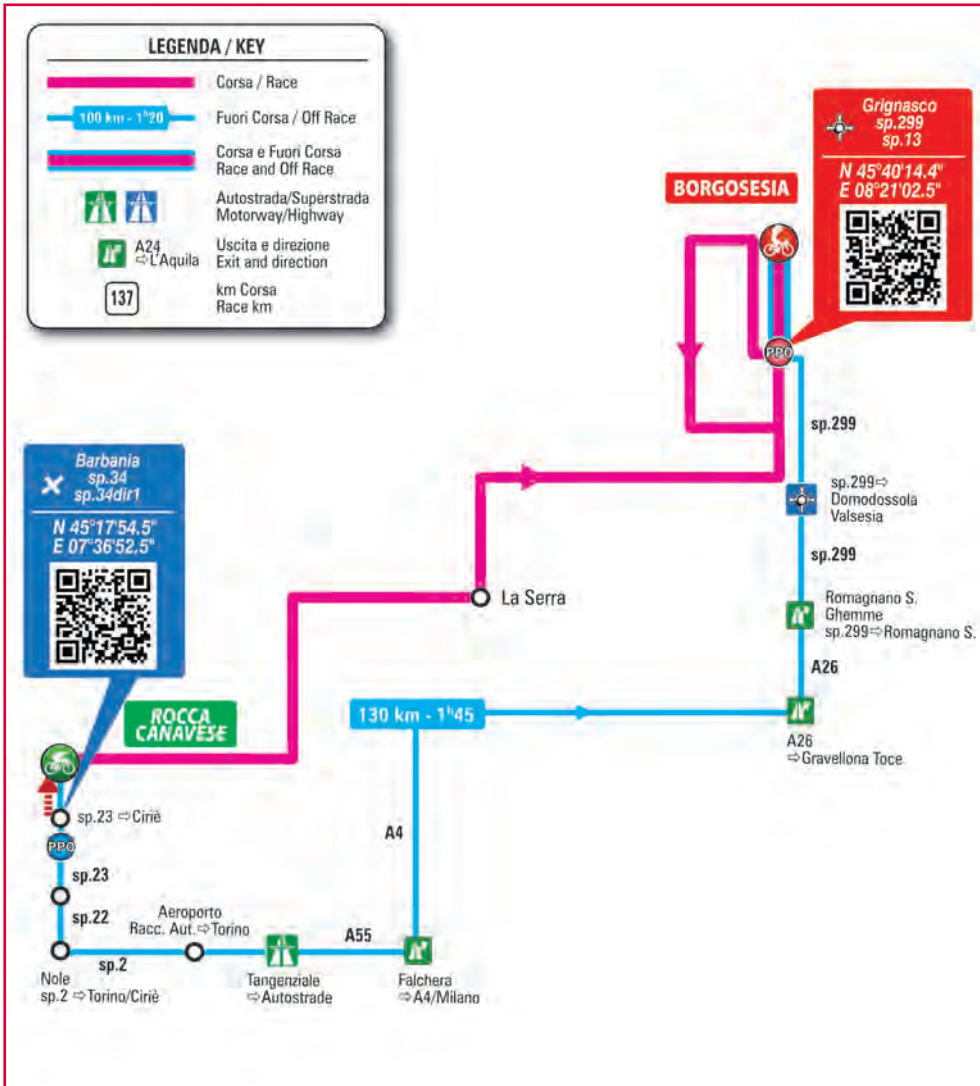 LEGENDA / KEY
Corsa / Race
100 km - 1ʰ20
Fuori Corsa / Off Race
Corsa e Fuori Corsa
Race and Off Race
Autostrada/Superstrada
Motorway/Highway
A24
⇨L'Aquila
Uscita e direzione
Exit and direction
137
km Corsa
Race km
Grignasco
sp.299
sp.13
N 45°40'14.4"
E 08°21'02.5"
BORGOSESIA
PPO
sp.299
sp.299⇨
Domodossola
Valsesia
sp.299
Romagnano S.
Ghemme
sp.299⇨Romagnano S.
A26
A26
⇨Gravellona Toce
La Serra
Barbania
sp.34
sp.34dir1
N 45°17'54.5"
E 07°36'52.5"
ROCCA
CANAVESE
130 km - 1ʰ45
sp.23 ⇨Ciriè
PPO
sp.23
sp.22
Nole
sp.2 ⇨Torino/Ciriè
sp.2
Aeroporto
Racc. Aut.⇨Torino
Tangenziale
⇨Autostrade
A55
Falchera
⇨A4/Milano
A4